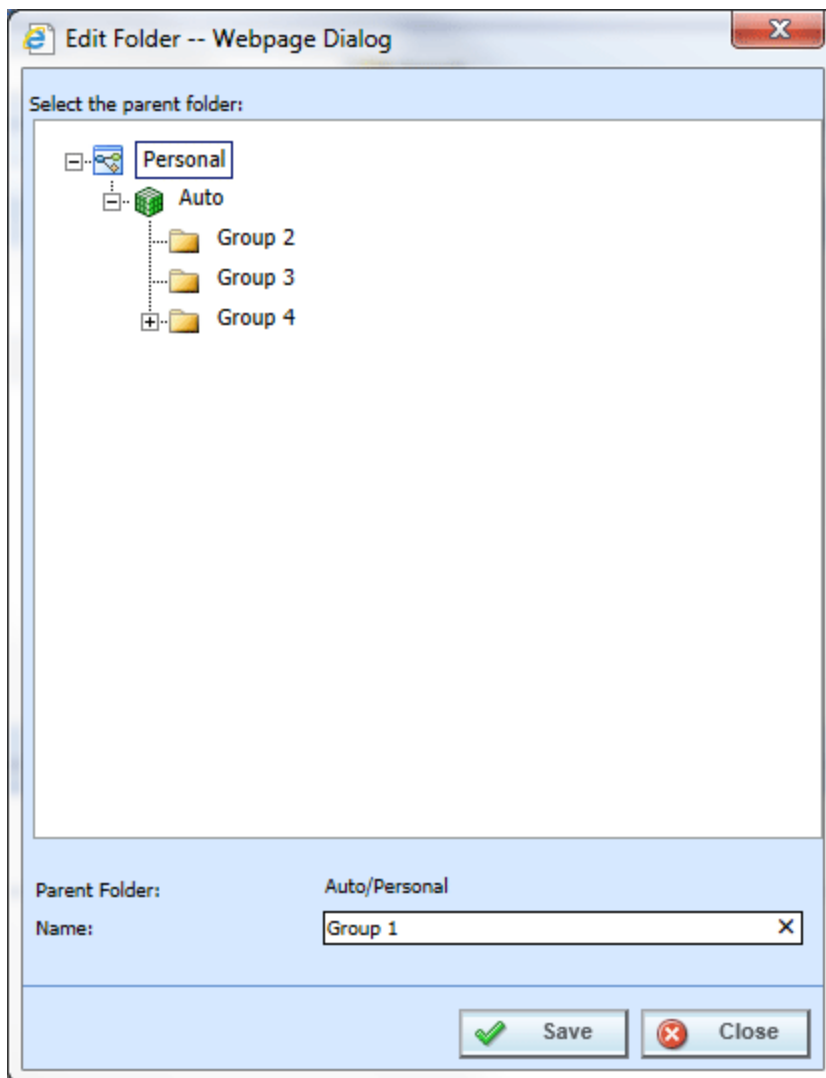 Edit Folder -- Webpage Dialog
Select the parent folder:
Personal
Auto
Group 2
Group 3
Group 4
Parent Folder: Auto/Personal
Name: Group 1
Save Close